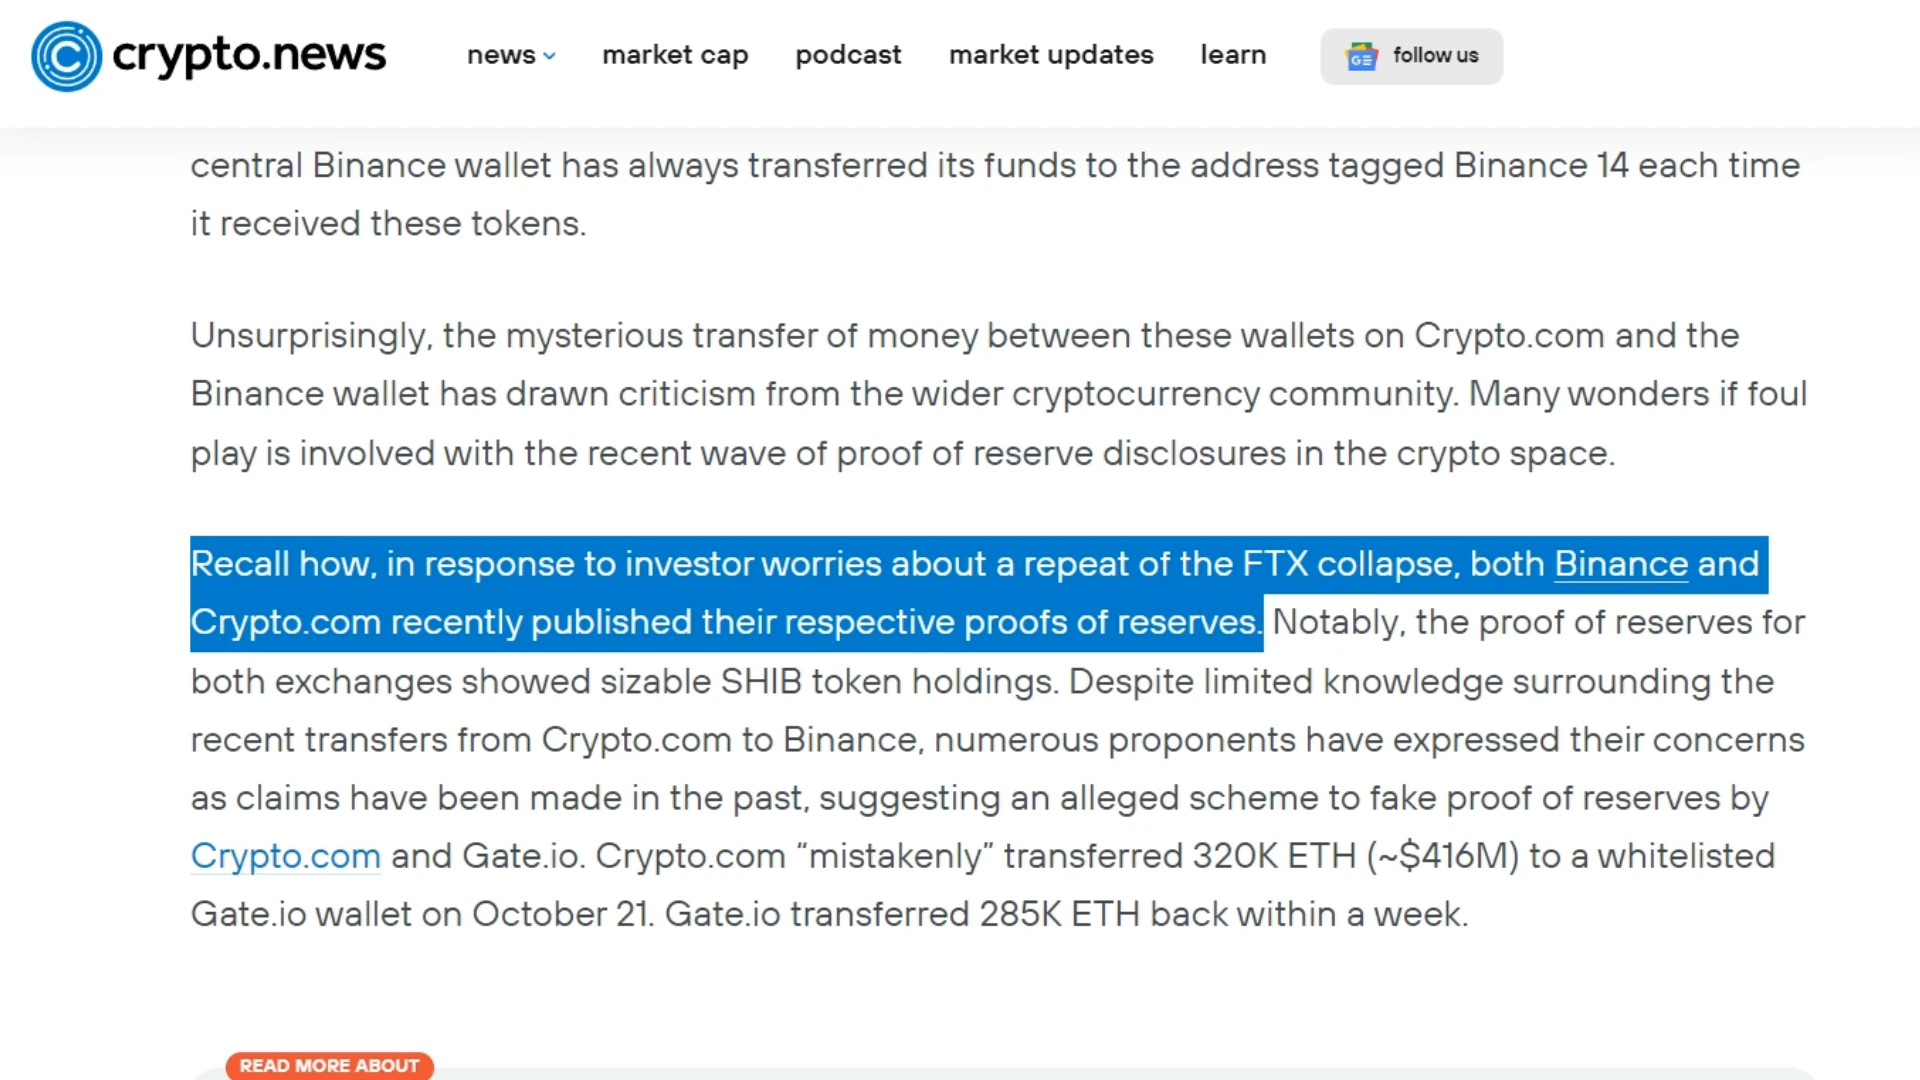 crypto.news
news market cap podcast market updates learn GE follow us
central Binance wallet has always transferred its funds to the address tagged Binance 14 each time
it received these tokens.
Unsurprisingly, the mysterious transfer of money between these wallets on Crypto.com and the
Binance wallet has drawn criticism from the wider cryptocurrency community. Many wonders if foul
play is involved with the recent wave of proof of reserve disclosures in the crypto space.
Recall how, in response to investor worries about a repeat of the FTX collapse, both Binance and
Crypto.com recently published their respective proofs of reserves. Notably, the proof of reserves for
both exchanges showed sizable SHIB token holdings. Despite limited knowledge surrounding the
recent transfers from Crypto.com to Binance, numerous proponents have expressed their concerns
as claims have been made in the past, suggesting an alleged scheme to fake proof of reserves by
Crypto.com and Gate.io. Crypto.com “mistakenly” transferred 320K ETH (~$416M) to a whitelisted
Gate.io wallet on October 21. Gate.io transferred 285K ETH back within a week.
READ MORE ABOUT